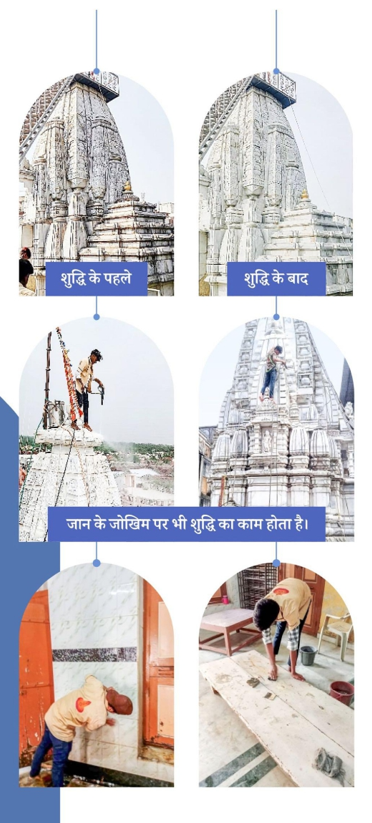 शुद्धि के पहले
शुद्धि के बाद
जान के जोखिम पर भी शुद्धि का काम होता है।